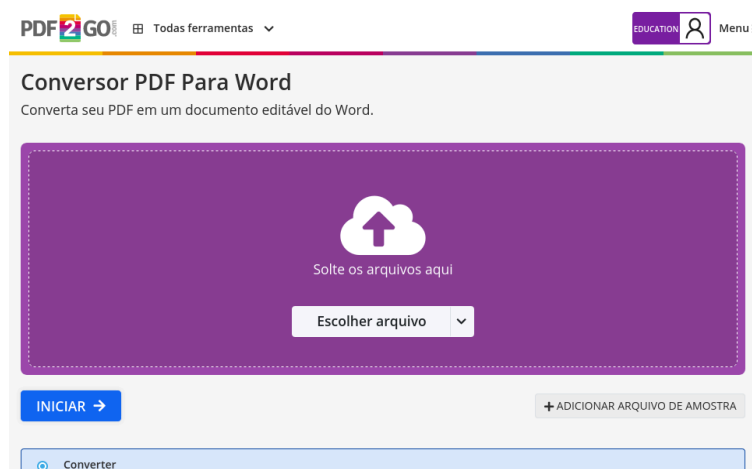 PDF2GO.com
Todas ferramentas
EDUCATION
Menu
Conversor PDF Para Word
Converta seu PDF em um documento editável do Word.
Solte os arquivos aqui
Escolher arquivo
INICIAR
ADICIONAR ARQUIVO DE AMOSTRA
Converter